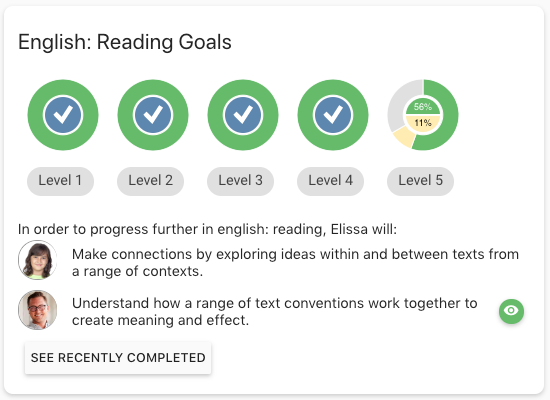 English: Reading Goals
56%
11%
Level 1 Level 2 Level 3 Level 4 Level 5
In order to progress further in english: reading, Elissa will:
Make connections by exploring ideas within and between texts from
a range of contexts.
Understand how a range of text conventions work together to
create meaning and effect.
SEE RECENTLY COMPLETED